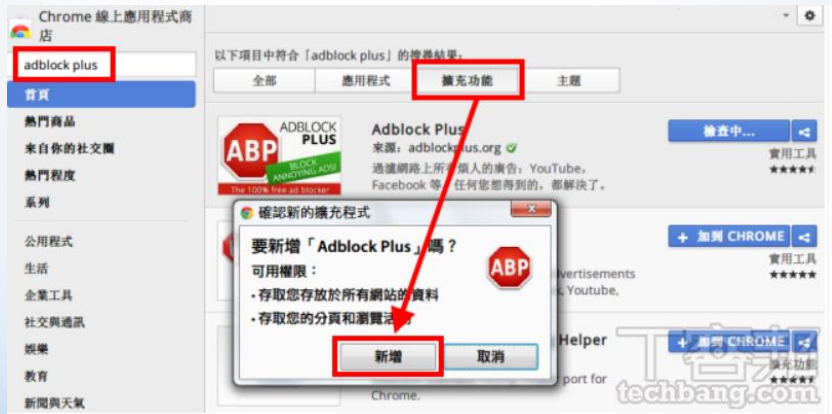 Chrome 線上應用程式商
店
adblock plus
首頁
熱門商品
來自你的社交圈
熱門程度
系列
公用程式
生活
企業工具
社交與通訊
娛樂
教育
新聞與天氣
以下項目中符合「adblock plus」的搜尋結果:
全部
應用程式
擴充功能
主題
ADBLOCK
PLUS
ABP
BLOCK
ANNOYING ADS!
The 100% free ad blocker
Adblock Plus
來源:adblockplus.org
過濾網路上所有煩人的廣告:YouTube,
Facebook 等,任何您想得到的,都解決了。
檢查中...
實用工具
確認新的擴充程式
要新增「Adblock Plus」嗎?
可用權限:
·存取您存放於所有網站的資料
·存取您的分頁和瀏覽活動
ABP
新增
取消
+ 加到 CHROME
實用工具
dvertisements
, Youtube,
Helper
+ 加到 CHROME
擴充功能
port for
Chrome.
T客邦
techbang.com